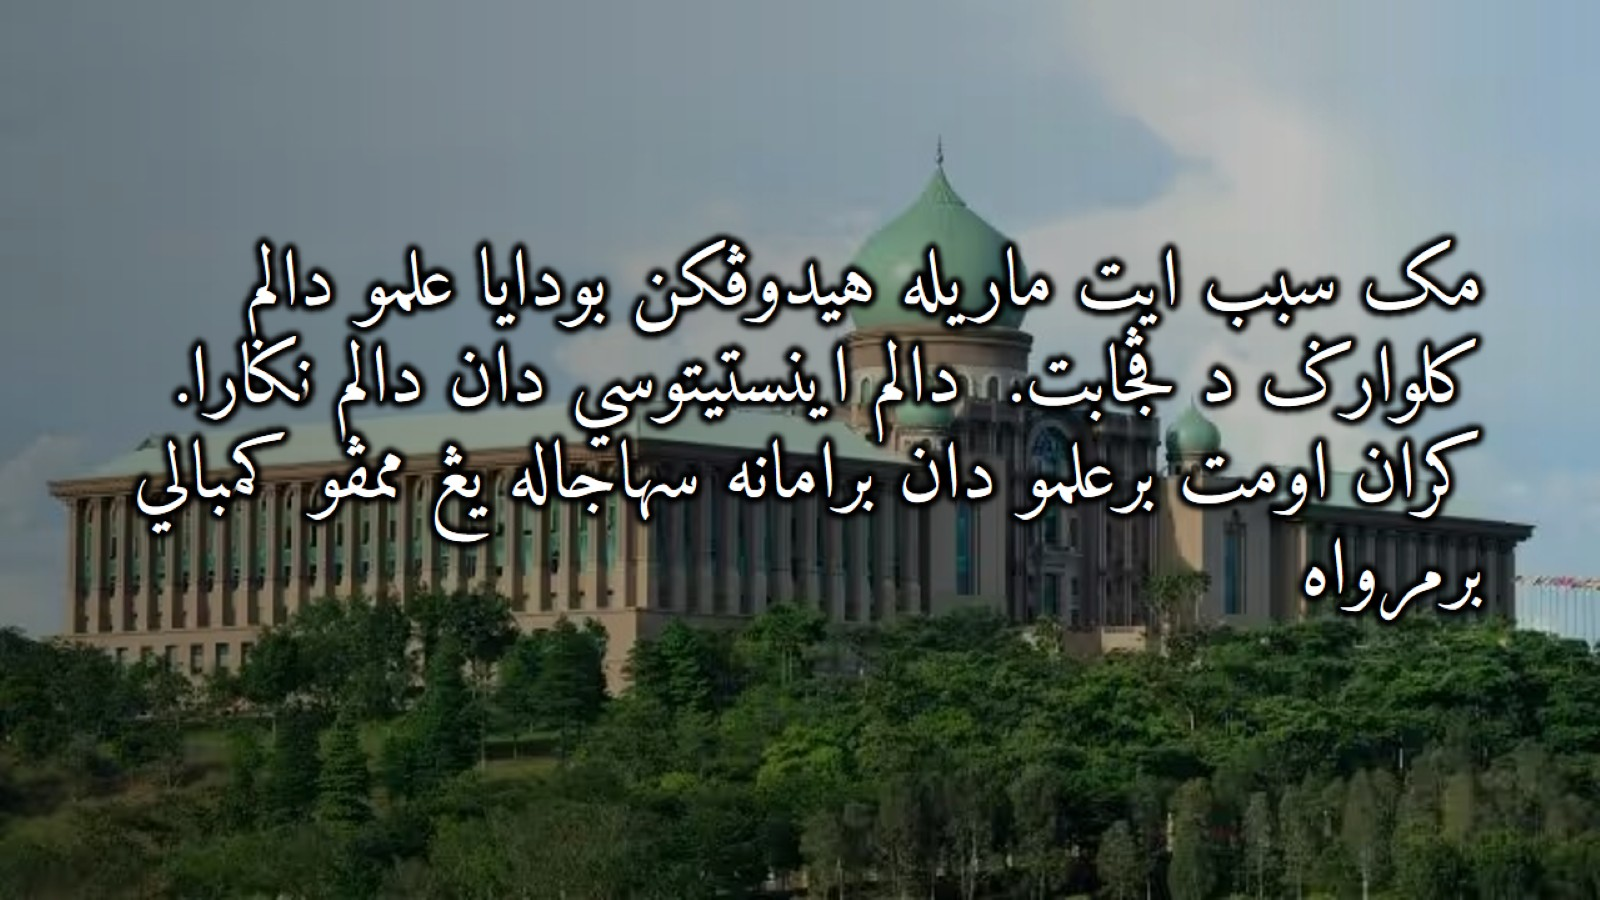 مک سبب ايت ماريله هيدوڤکن بودايا علمو دالم
کلوارݢ د ڤجابت. دالم اينستيتوسي دان دالم نݢارا.
کران اومت برعلمو دان برامانه سهاجاله يڠ ممڤو کمبالي
برمرواه